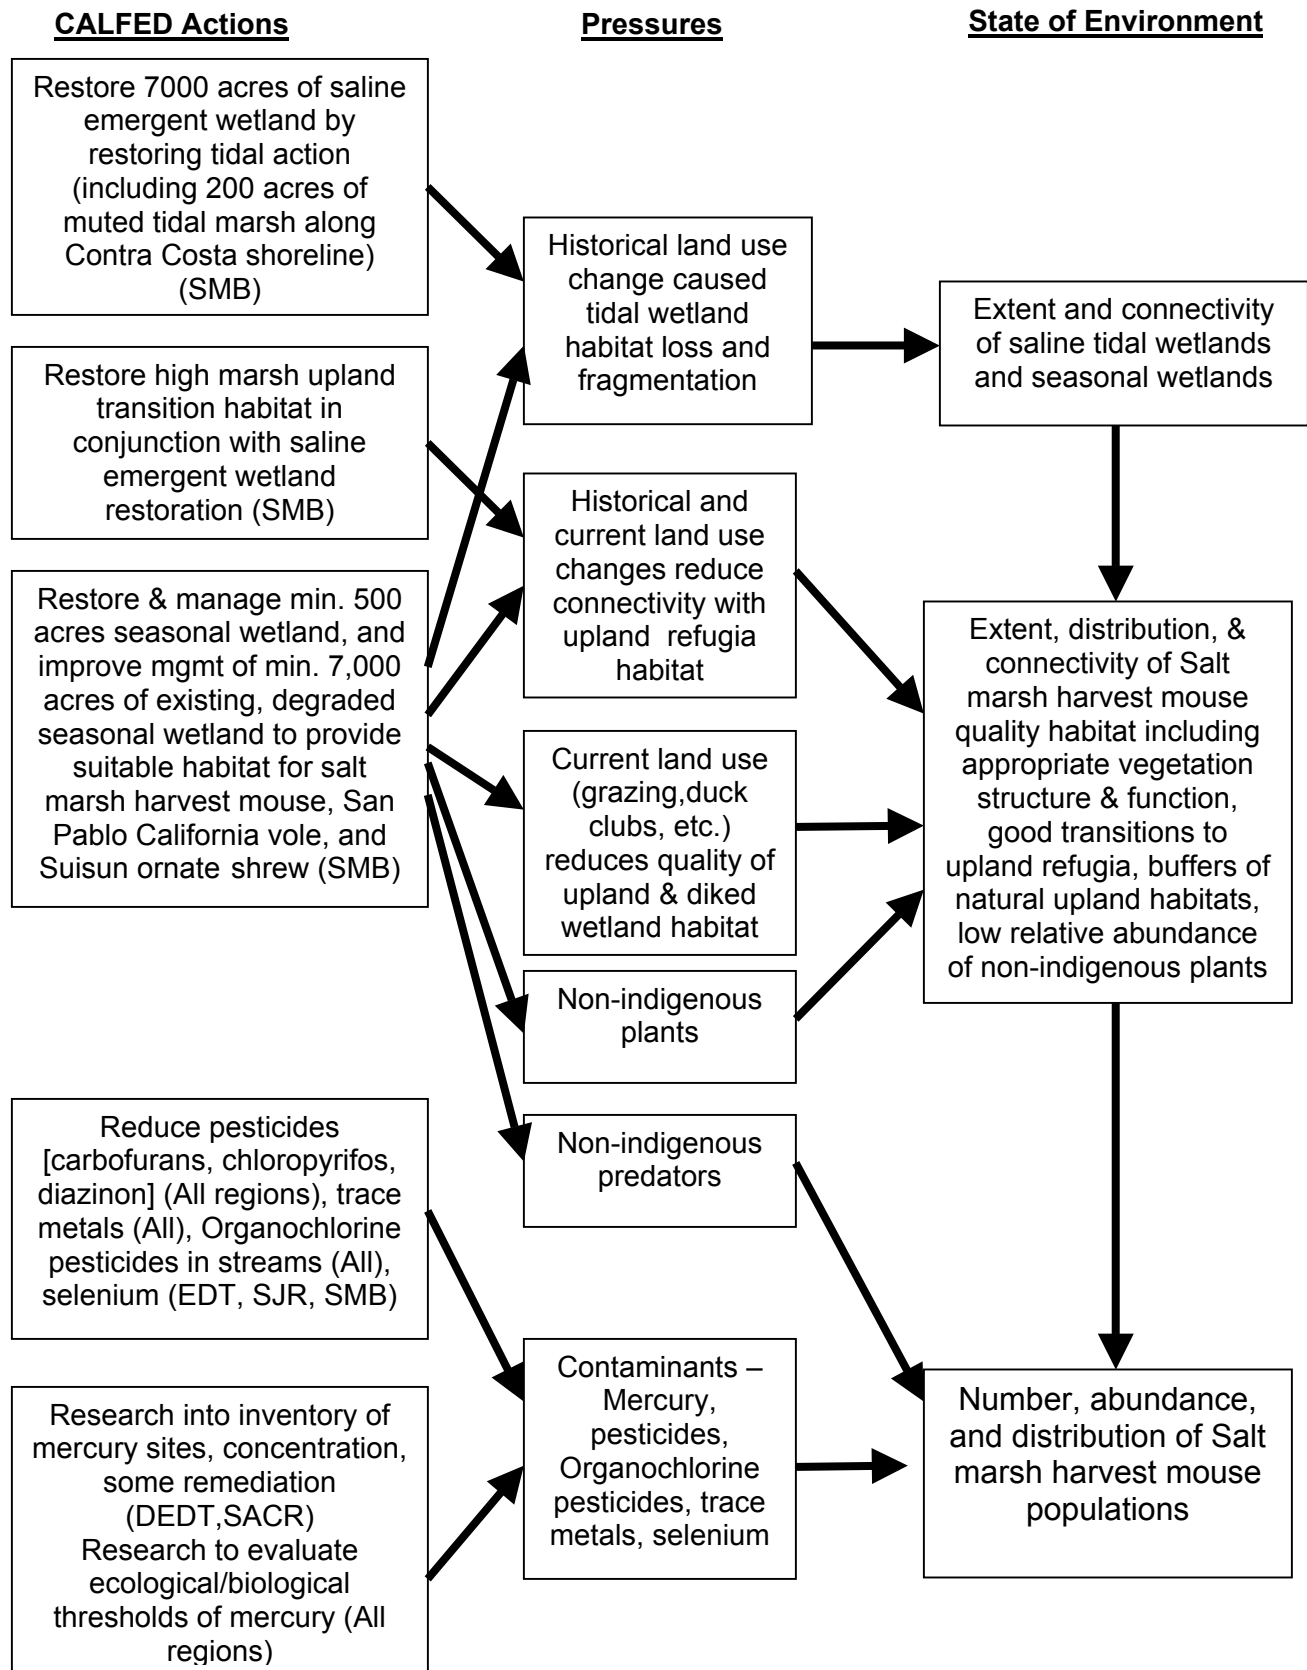 CALFED Actions
Pressures
State of Environment
Restore 7000 acres of saline
emergent wetland by
restoring tidal action
(including 200 acres of
muted tidal marsh along
Contra Costa shoreline)
(SMB)
Restore high marsh upland
transition habitat in
conjunction with saline
emergent wetland
restoration (SMB)
Restore & manage min. 500
acres seasonal wetland, and
improve mgmt of min. 7,000
acres of existing, degraded
seasonal wetland to provide
suitable habitat for salt
marsh harvest mouse, San
Pablo California vole, and
Suisun ornate shrew (SMB)
Reduce pesticides
[carbofurans, chloropyrifos,
diazinon] (All regions), trace
metals (All), Organochlorine
pesticides in streams (All),
selenium (EDT, SJR, SMB)
Research into inventory of
mercury sites, concentration,
some remediation
(DEDT,SACR)
Research to evaluate
ecological/biological
thresholds of mercury (All
regions)
Historical land use
change caused
tidal wetland
habitat loss and
fragmentation
Historical and
current land use
changes reduce
connectivity with
upland refugia
habitat
Current land use
(grazing,duck
clubs, etc.)
reduces quality of
upland & diked
wetland habitat
Non-indigenous
plants
Non-indigenous
predators
Contaminants –
Mercury,
pesticides,
Organochlorine
pesticides, trace
metals, selenium
Extent and connectivity
of saline tidal wetlands
and seasonal wetlands
Extent, distribution, &
connectivity of Salt
marsh harvest mouse
quality habitat including
appropriate vegetation
structure & function,
good transitions to
upland refugia, buffers of
natural upland habitats,
low relative abundance
of non-indigenous plants
Number, abundance,
and distribution of Salt
marsh harvest mouse
populations